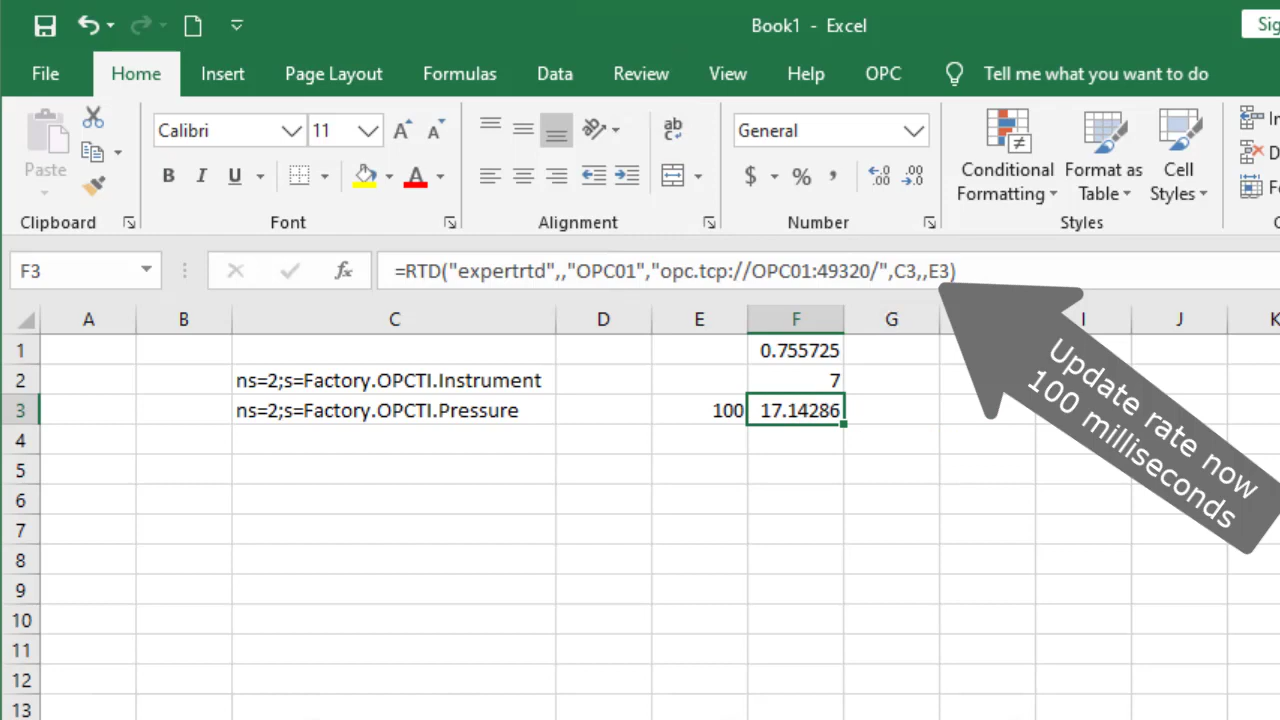 Book1 - Excel
Sig
File Home Insert Page Layout Formulas Data Review View Help OPC Tell me what you want to do
Paste
Clipboard
Calibri 11
B I U A
Font
ab
Alignment
General
$ % ,
Number
Conditional Formatting
Format as Table
Cell Styles
Styles
F3 fx =RTD("expertrtd",,"OPC01","opc.tcp://OPC01:49320/",C3,,E3)
A B C D E F G I J K
1 0.755725
2 ns=2;s=Factory.OPCTI.Instrument 7
3 ns=2;s=Factory.OPCTI.Pressure 100 17.14286
4
5
6
7
8
9
10
11
12
13
Update rate now
100 milliseconds